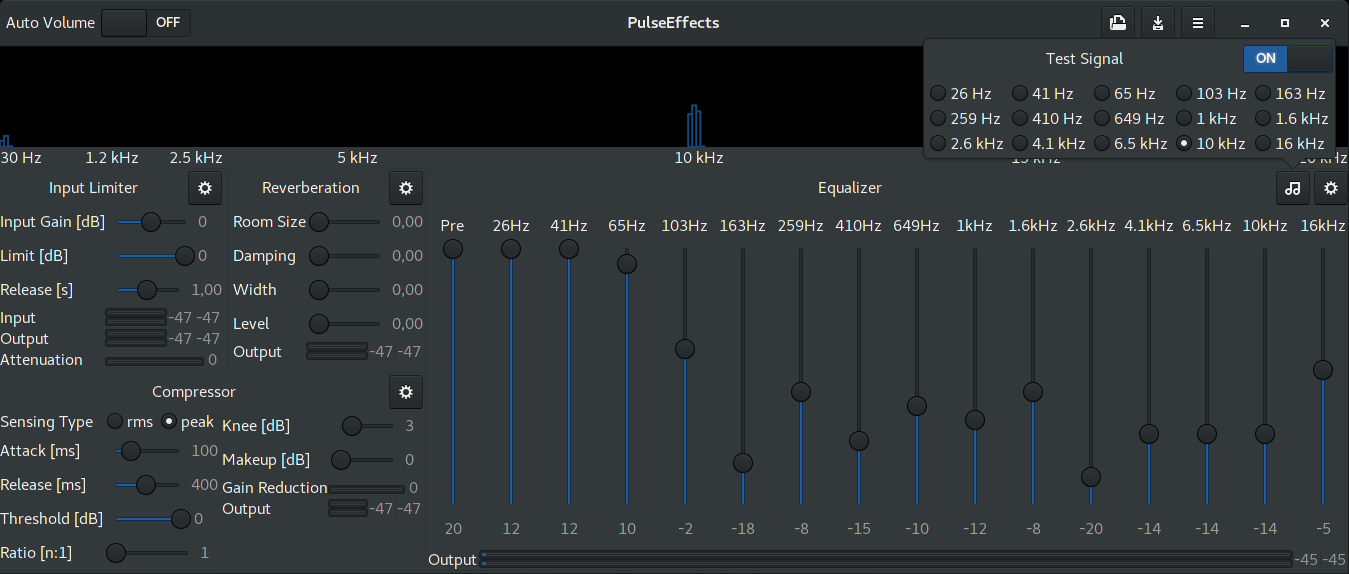 Auto Volume OFF PulseEffects
Test Signal ON
26 Hz 41 Hz 65 Hz 103 Hz 163 Hz
259 Hz 410 Hz 649 Hz 1 kHz 1.6 kHz
2.6 kHz 4.1 kHz 6.5 kHz 10 kHz 16 kHz
30 Hz 1.2 kHz 2.5 kHz 5 kHz 10 kHz
Input Limiter
Input Gain [dB] 0
Limit [dB] 0
Release [s] 1,00
Input -47 -47
Output -47 -47
Attenuation 0
Reverberation
Room Size 0,00
Damping 0,00
Width 0,00
Level 0,00
Output -47 -47
Compressor
Sensing Type rms peak
Attack [ms] 100
Release [ms] 400
Threshold [dB] 0
Ratio [n:1] 1
Knee [dB] 3
Makeup [dB] 0
Gain Reduction 0
Output -47 -47
Equalizer
Pre 26Hz 41Hz 65Hz 103Hz 163Hz 259Hz 410Hz 649Hz 1kHz 1.6kHz 2.6kHz 4.1kHz 6.5kHz 10kHz 16kHz
20 12 12 10 -2 -18 -8 -15 -10 -12 -8 -20 -14 -14 -14 -5
Output -45 -45